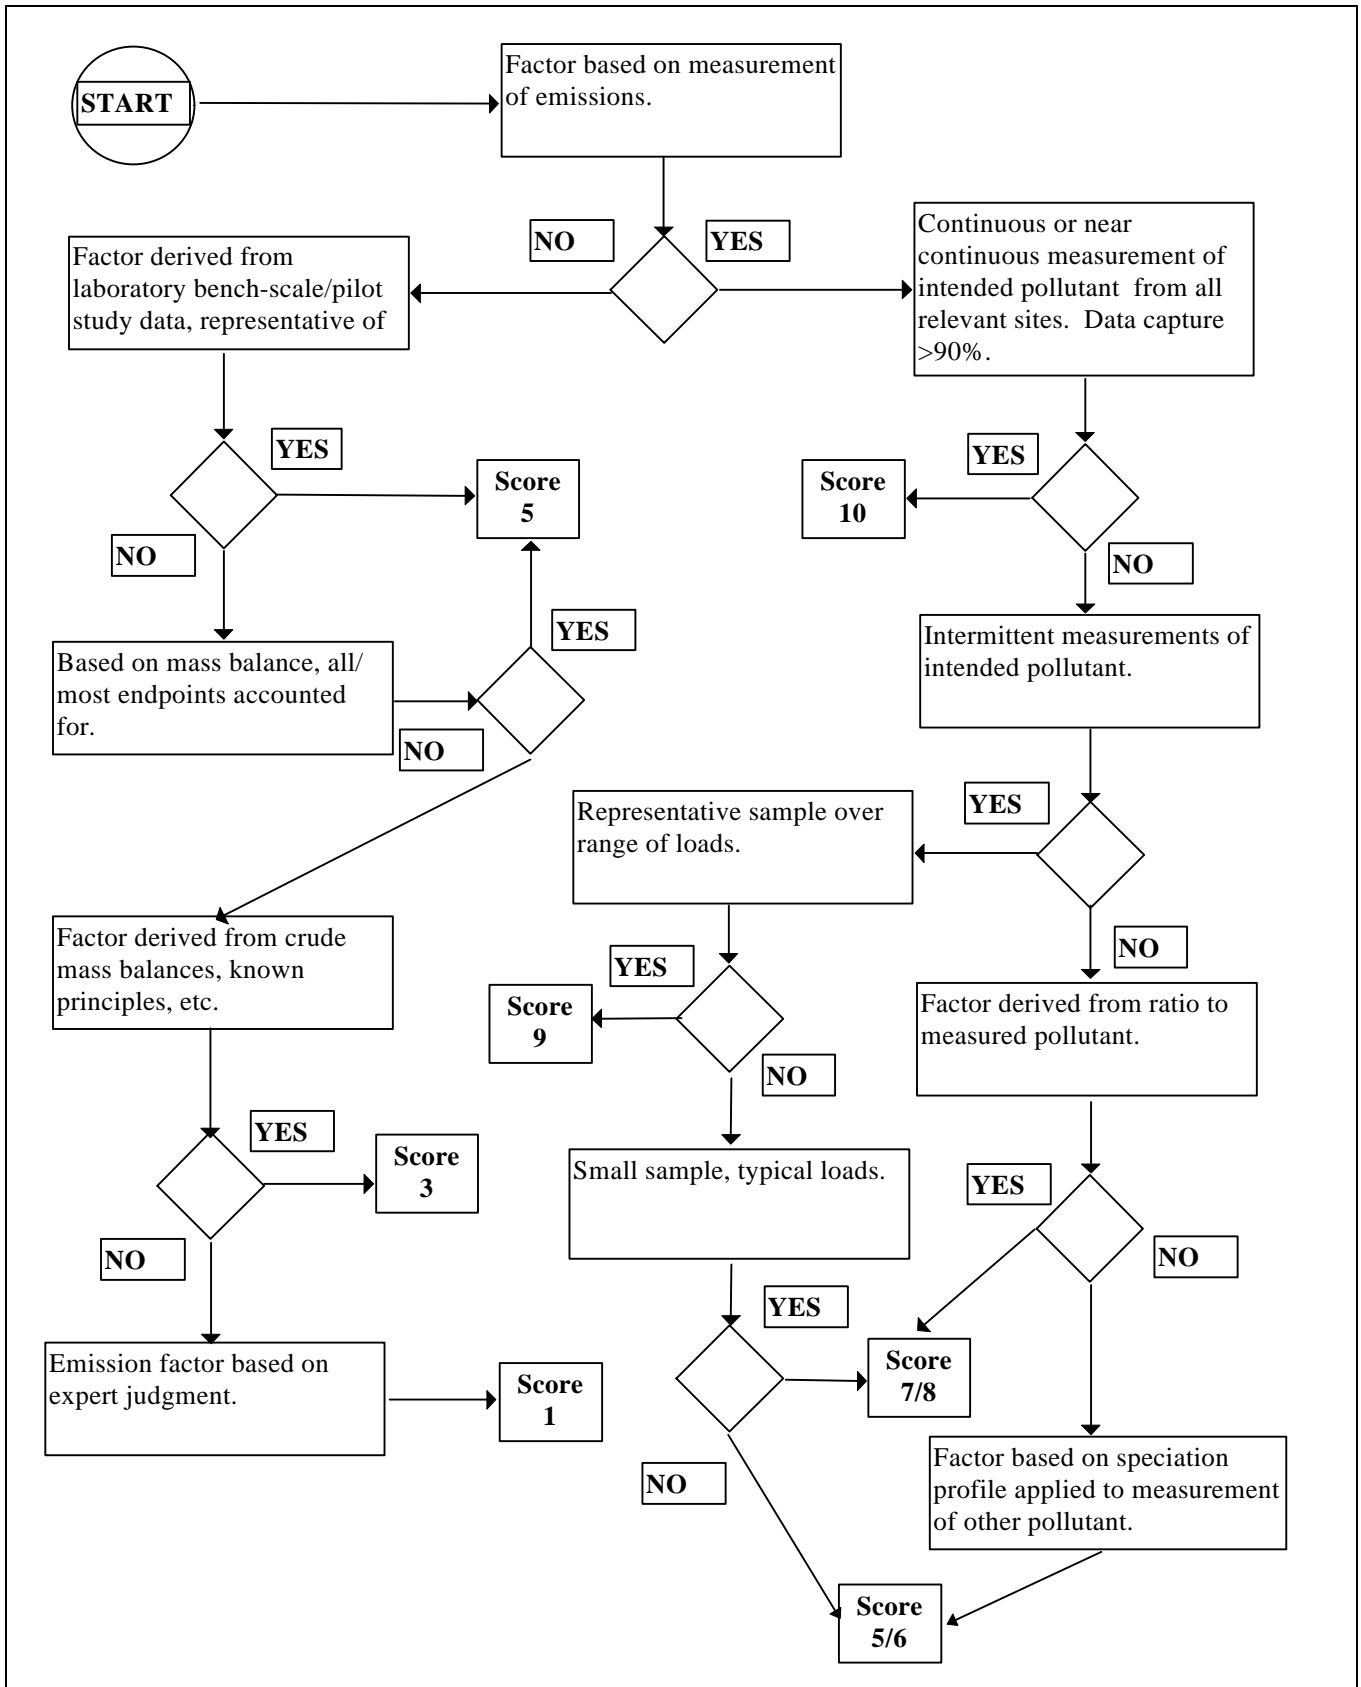 START
Factor based on measurement
of emissions.
NO
YES
Factor derived from
laboratory bench-scale/pilot
study data, representative of
Continuous or near
continuous measurement of
intended pollutant from all
relevant sites. Data capture
>90%.
YES
Score
5
NO
YES
Score
10
NO
YES
Based on mass balance, all/
most endpoints accounted
for.
NO
Intermittent measurements of
intended pollutant.
YES
Representative sample over
range of loads.
NO
Factor derived from crude
mass balances, known
principles, etc.
YES
Score
9
NO
Factor derived from ratio to
measured pollutant.
YES
Score
3
NO
Small sample, typical loads.
YES
NO
Emission factor based on
expert judgment.
Score
1
YES
Score
7/8
NO
Factor based on speciation
profile applied to measurement
of other pollutant.
Score
5/6